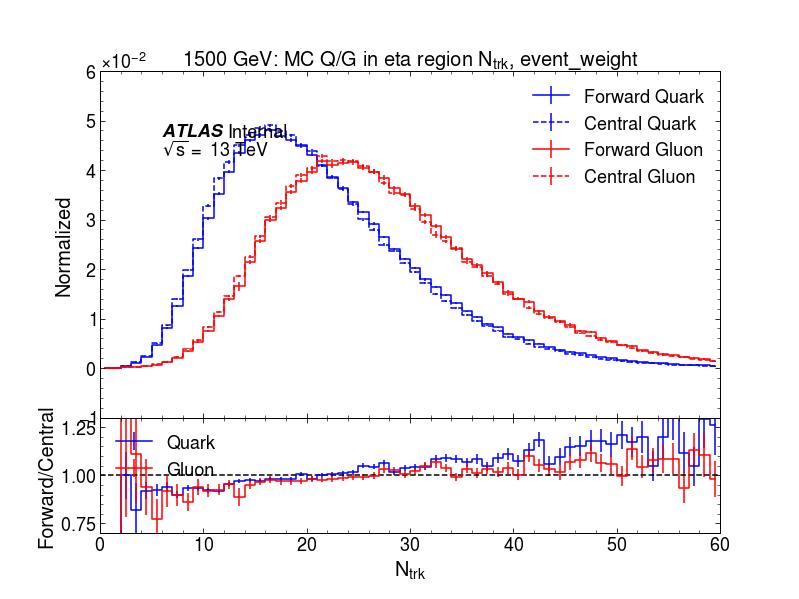 ×10⁻² 1500 GeV: MC Q/G in eta region Nₜᵣₖ, event_weight
6
5
4
3
2
1
0
−1
Normalized
ATLAS Internal
√s = 13 TeV
Forward Quark
Central Quark
Forward Gluon
Central Gluon
1.25
1.00
0.75
Forward/Central
Quark
Gluon
0 10 20 30 40 50 60
Nₜᵣₖ